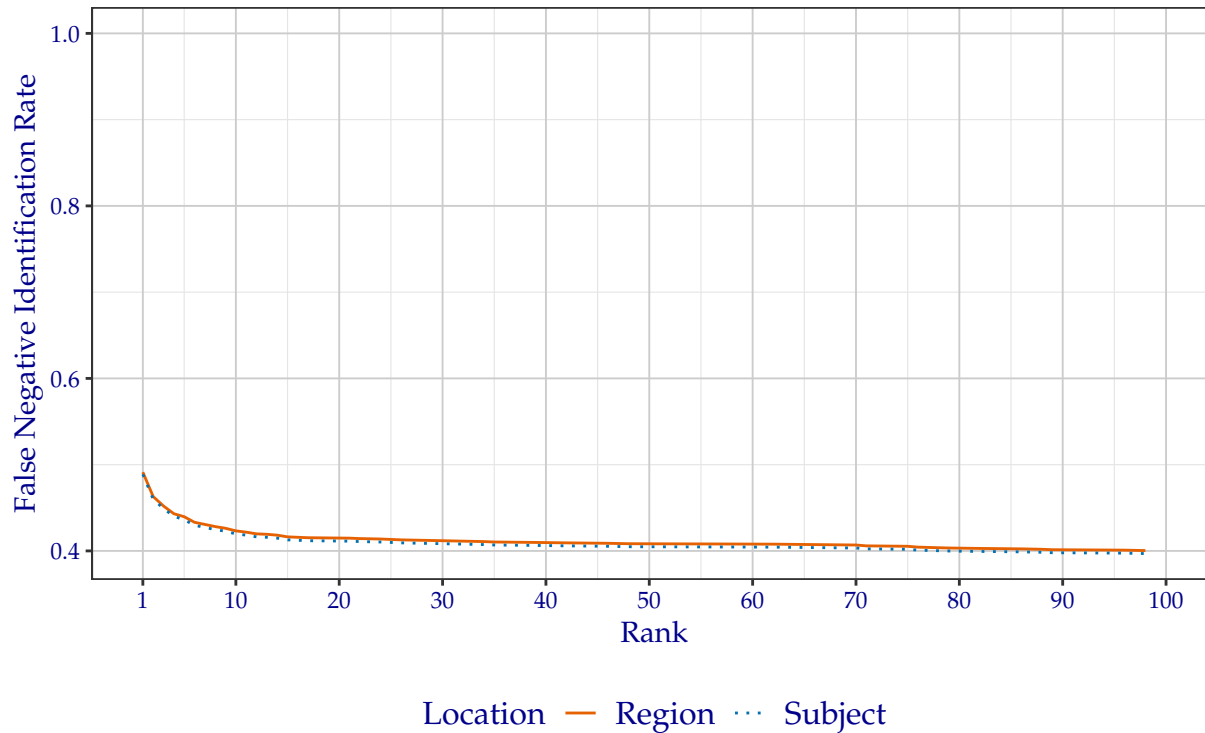 False Negative Identification Rate
1.0
0.8
0.6
0.4
1 10 20 30 40 50 60 70 80 90 100
Rank
Location Region Subject